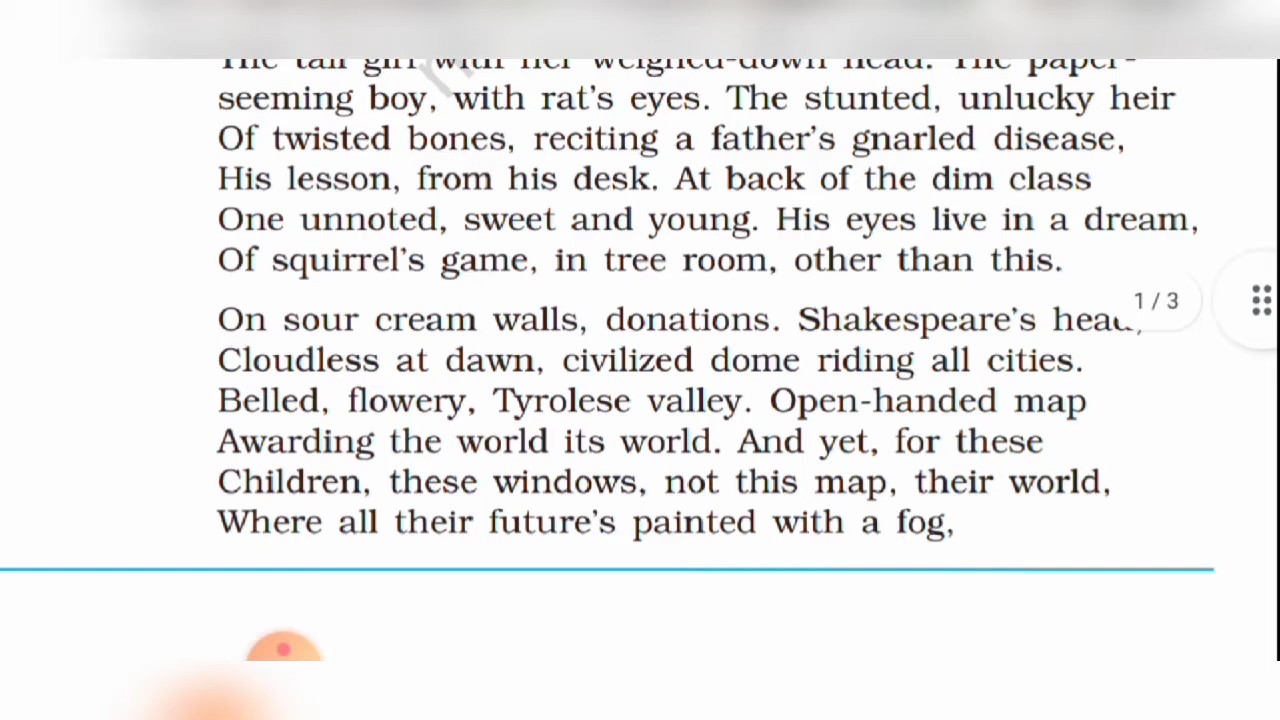 The tall girl with her weighed-down head. The paper-
seeming boy, with rat's eyes. The stunted, unlucky heir
Of twisted bones, reciting a father's gnarled disease,
His lesson, from his desk. At back of the dim class
One unnoted, sweet and young. His eyes live in a dream,
Of squirrel's game, in tree room, other than this.
On sour cream walls, donations. Shakespeare's head,
1 / 3
Cloudless at dawn, civilized dome riding all cities.
Belled, flowery, Tyrolese valley. Open-handed map
Awarding the world its world. And yet, for these
Children, these windows, not this map, their world,
Where all their future's painted with a fog,